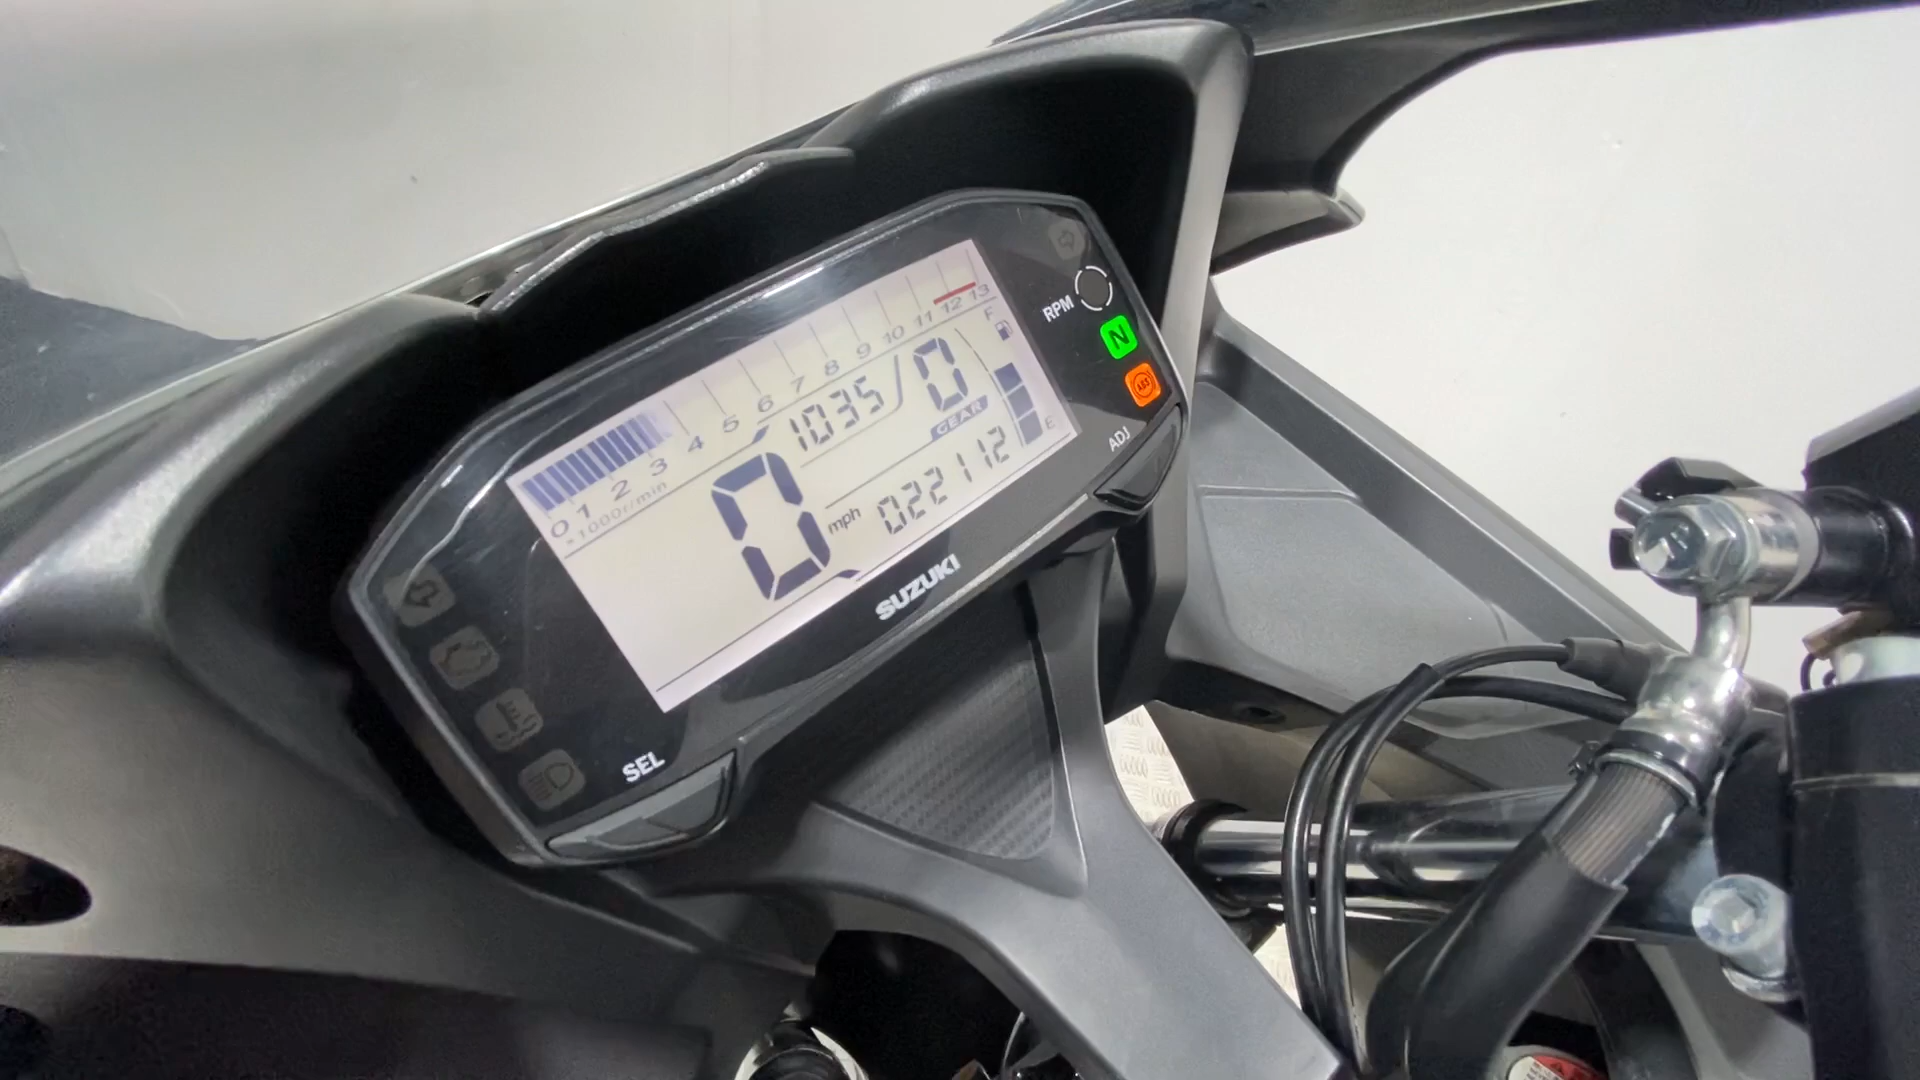 0 1 2 3 4 5 6 7 8 9 10 11 12 13
×1000r/min
1035 / 0
GEAR
F
E
0 mph 022112
SUZUKI
RPM
N
ABS
ADJ
SEL